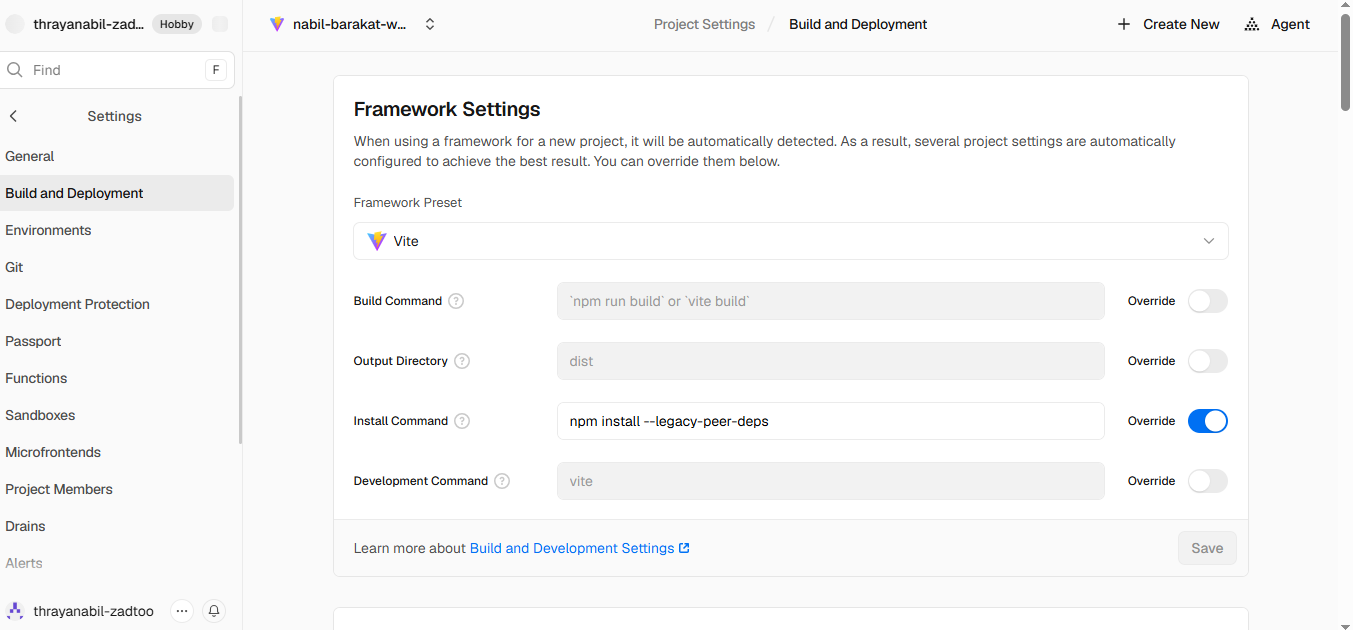 thrayanabil-zad... Hobby
nabil-barakat-w...
Project Settings / Build and Deployment
Create New
Agent
Find F
Settings
General
Build and Deployment
Environments
Git
Deployment Protection
Passport
Functions
Sandboxes
Microfrontends
Project Members
Drains
Alerts
thrayanabil-zadtoo
Framework Settings
When using a framework for a new project, it will be automatically detected. As a result, several project settings are automatically
configured to achieve the best result. You can override them below.
Framework Preset
Vite
Build Command ? `npm run build` or `vite build` Override
Output Directory ? dist Override
Install Command ? npm install --legacy-peer-deps Override
Development Command ? vite Override
Learn more about Build and Development Settings
Save